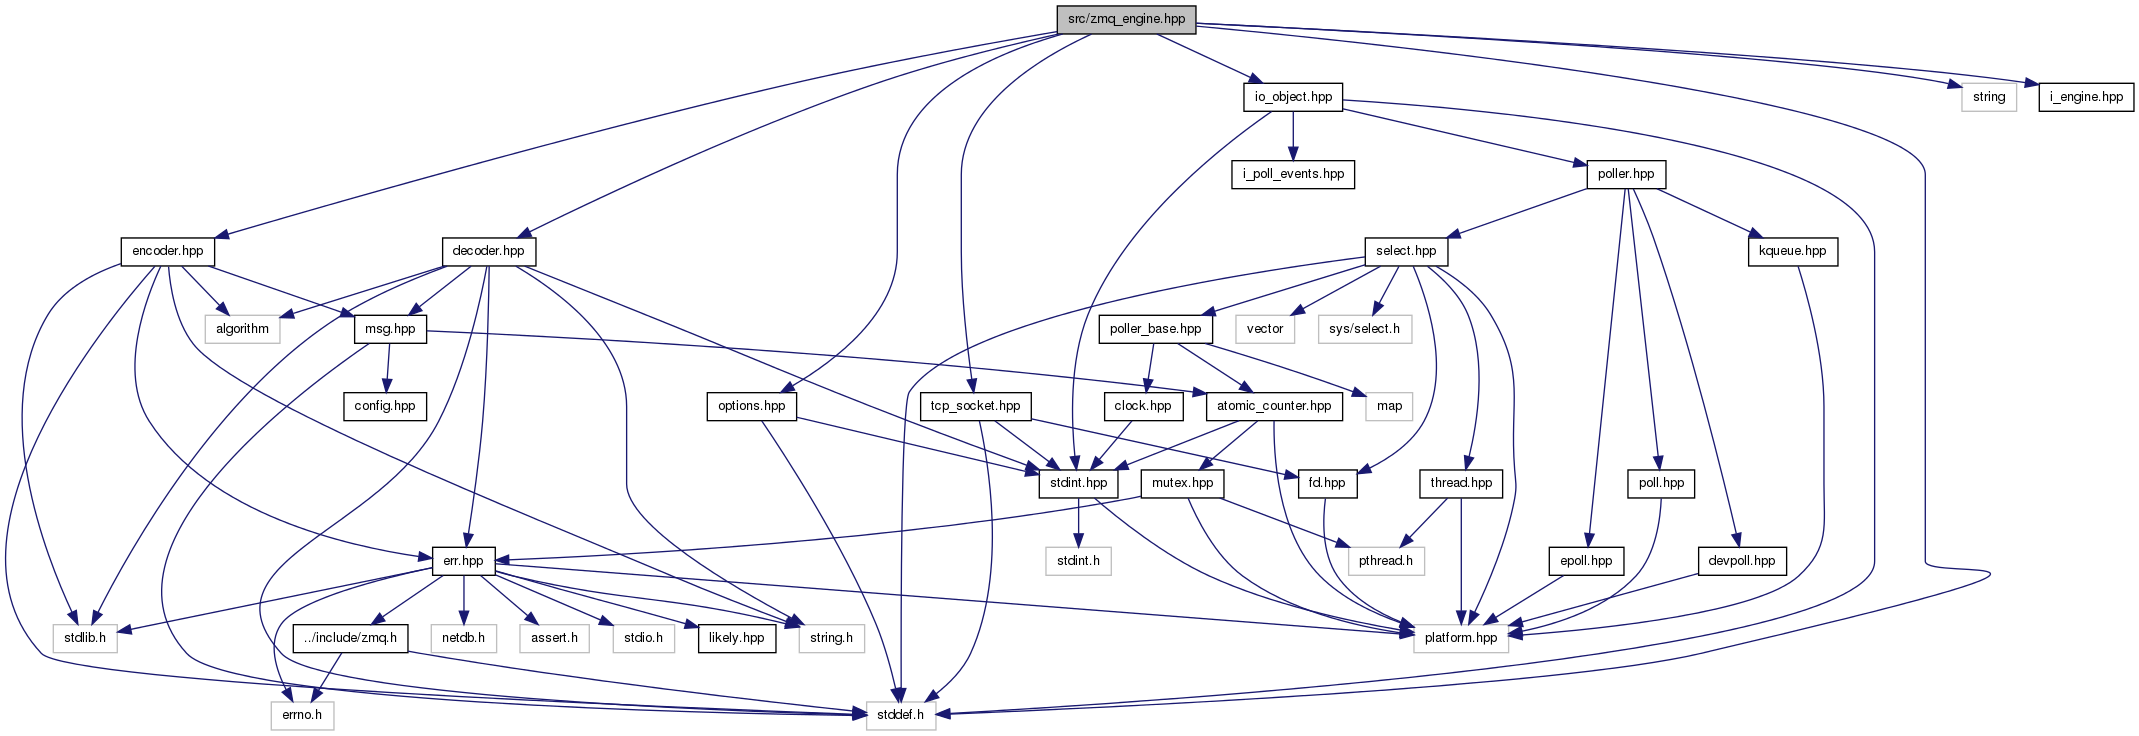 src/zmq_engine.hpp
io_object.hpp
string
i_engine.hpp
i_poll_events.hpp
poller.hpp
encoder.hpp
decoder.hpp
select.hpp
kqueue.hpp
algorithm
msg.hpp
poller_base.hpp
vector
sys/select.h
config.hpp
options.hpp
tcp_socket.hpp
clock.hpp
atomic_counter.hpp
map
stdint.hpp
mutex.hpp
fd.hpp
thread.hpp
poll.hpp
err.hpp
stdint.h
pthread.h
epoll.hpp
devpoll.hpp
stdlib.h
../include/zmq.h
netdb.h
assert.h
stdio.h
likely.hpp
string.h
platform.hpp
errno.h
stddef.h